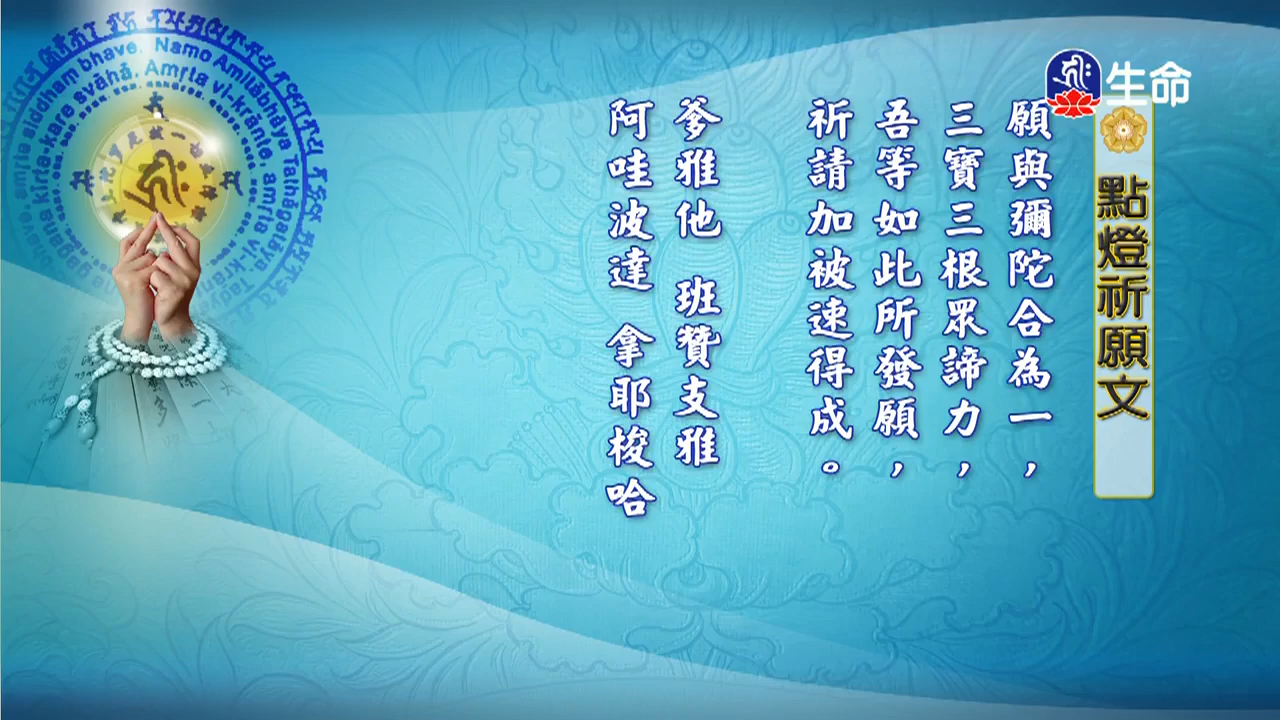 生命
點燈祈願文
願與彌陀合為一，
三寶三根眾諦力，
吾等如此所發願，
祈請加被速得成。
爹雅他　班贊支雅
阿哇波達　拿耶梭哈
siddham bhave. Namo Amitābhāya Tathāgatāya
kīrta-kare svāhā. Amṛta vi-krānte, amṛta vi-